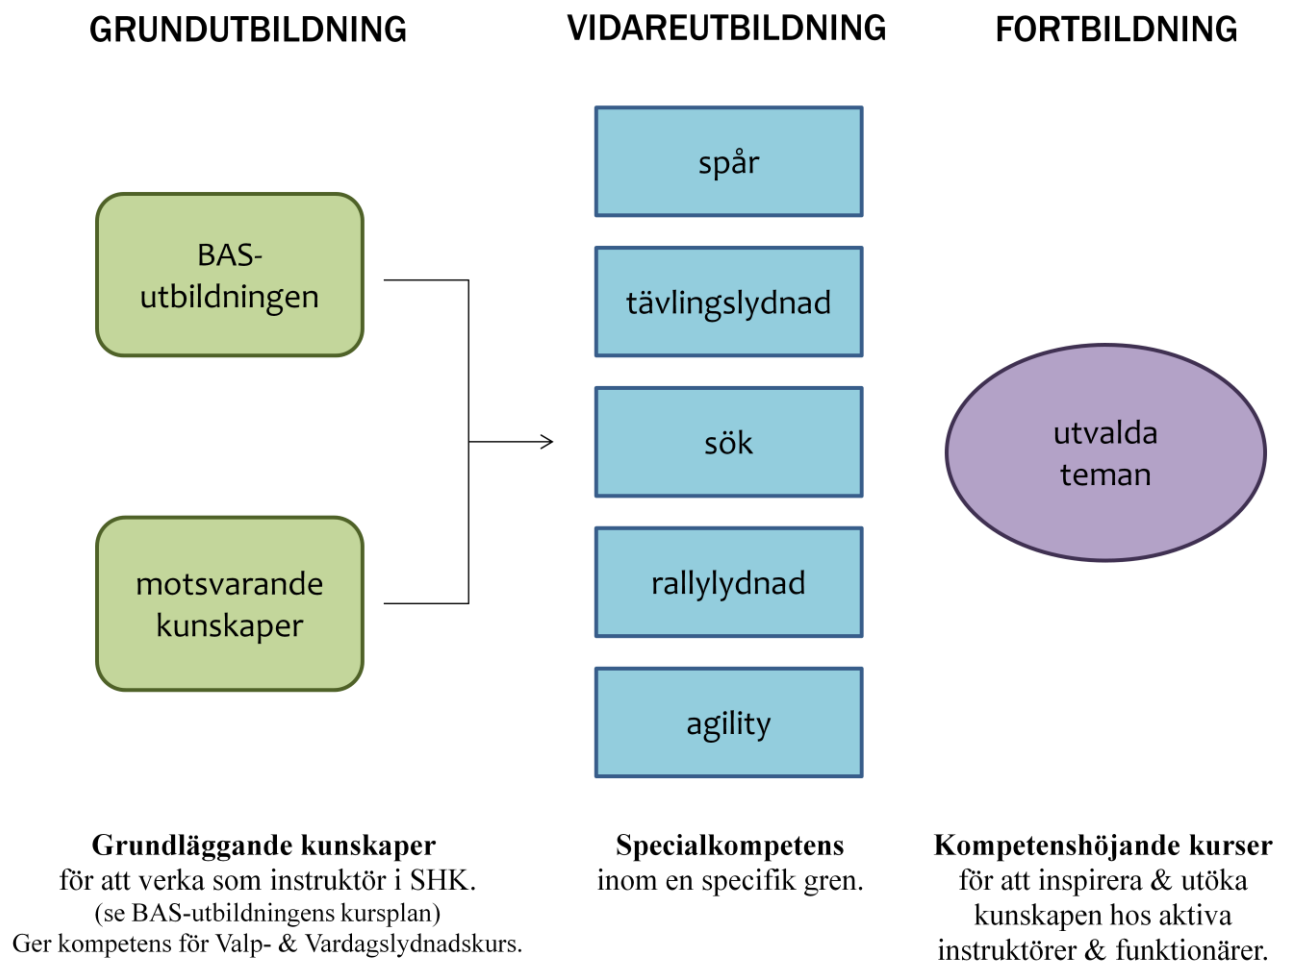 GRUNDUTBILDNING
BAS-
utbildningen
motsvarande
kunskaper
Grundläggande kunskaper
för att verka som instruktör i SHK.
(se BAS-utbildningens kursplan)
Ger kompetens för Valp- & Vardagslydnadskurs.
VIDAREUTBILDNING
spår
tävlingslydnad
sök
rallylydnad
agility
Specialkompetens
inom en specifik gren.
FORTBILDNING
utvalda
teman
Kompetenshöjande kurser
för att inspirera & utöka
kunskapen hos aktiva
instruktörer & funktionärer.